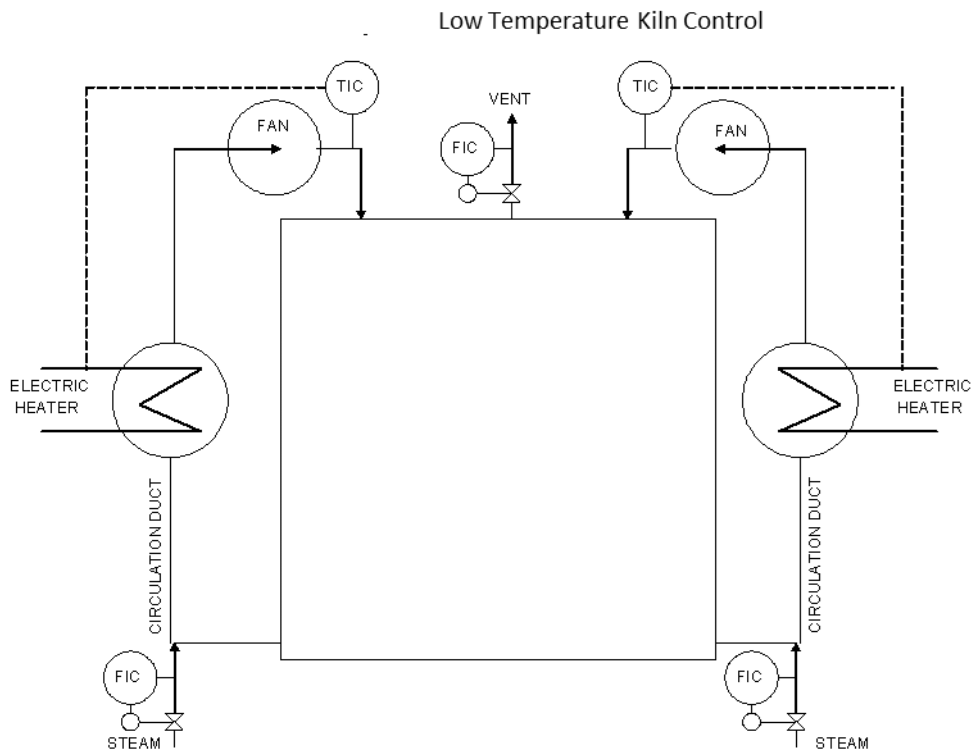 Low Temperature Kiln Control
TIC
TIC
VENT
FAN
FAN
FIC
ELECTRIC
HEATER
ELECTRIC
HEATER
CIRCULATION DUCT
CIRCULATION DUCT
FIC
FIC
STEAM
STEAM